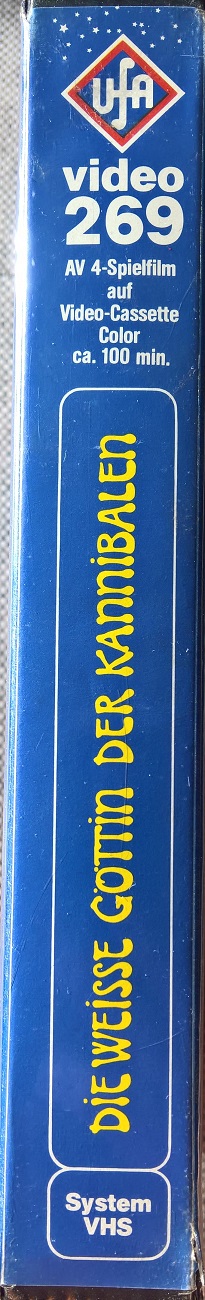 UFA
video
269
AV 4-Spielfilm
auf
Video-Cassette
Color
ca. 100 min.
DIE WEISSE GÖTTIN DER KANNIBALEN
System
VHS